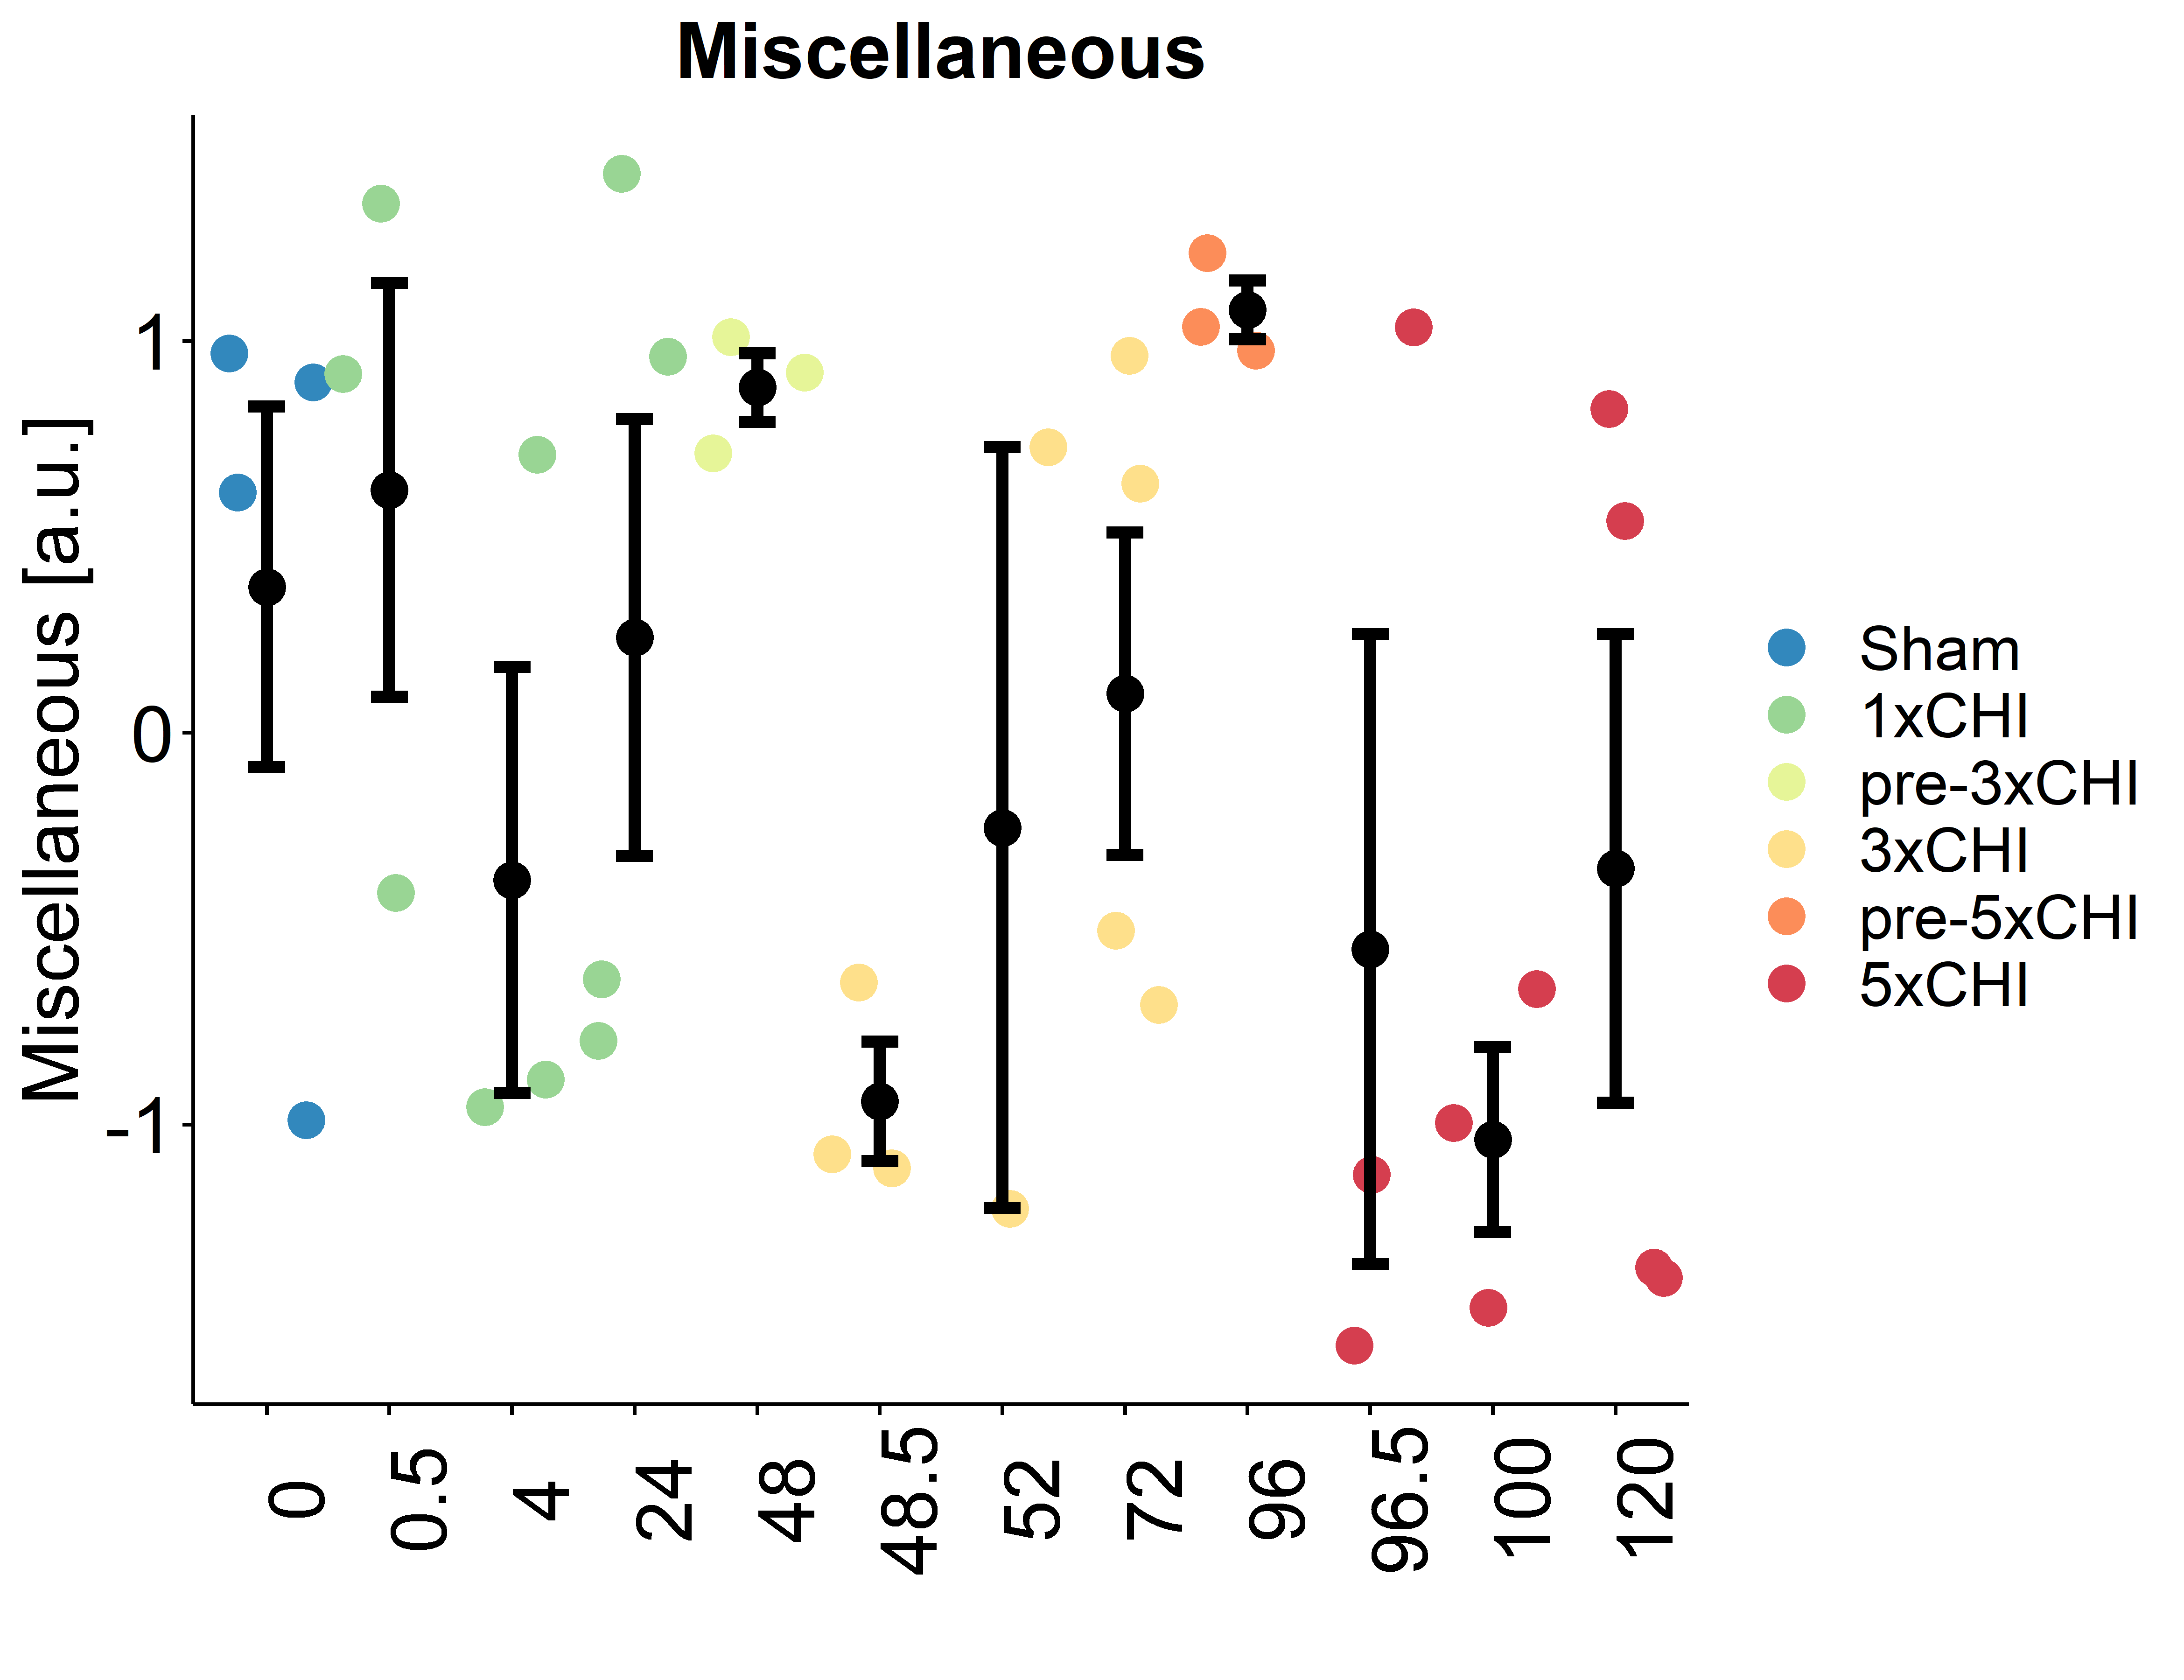 Miscellaneous
Miscellaneous [a.u.]
1
0
-1
0
0.5
4
24
48
48.5
52
72
96
96.5
100
120
Sham
1xCHI
pre-3xCHI
3xCHI
pre-5xCHI
5xCHI